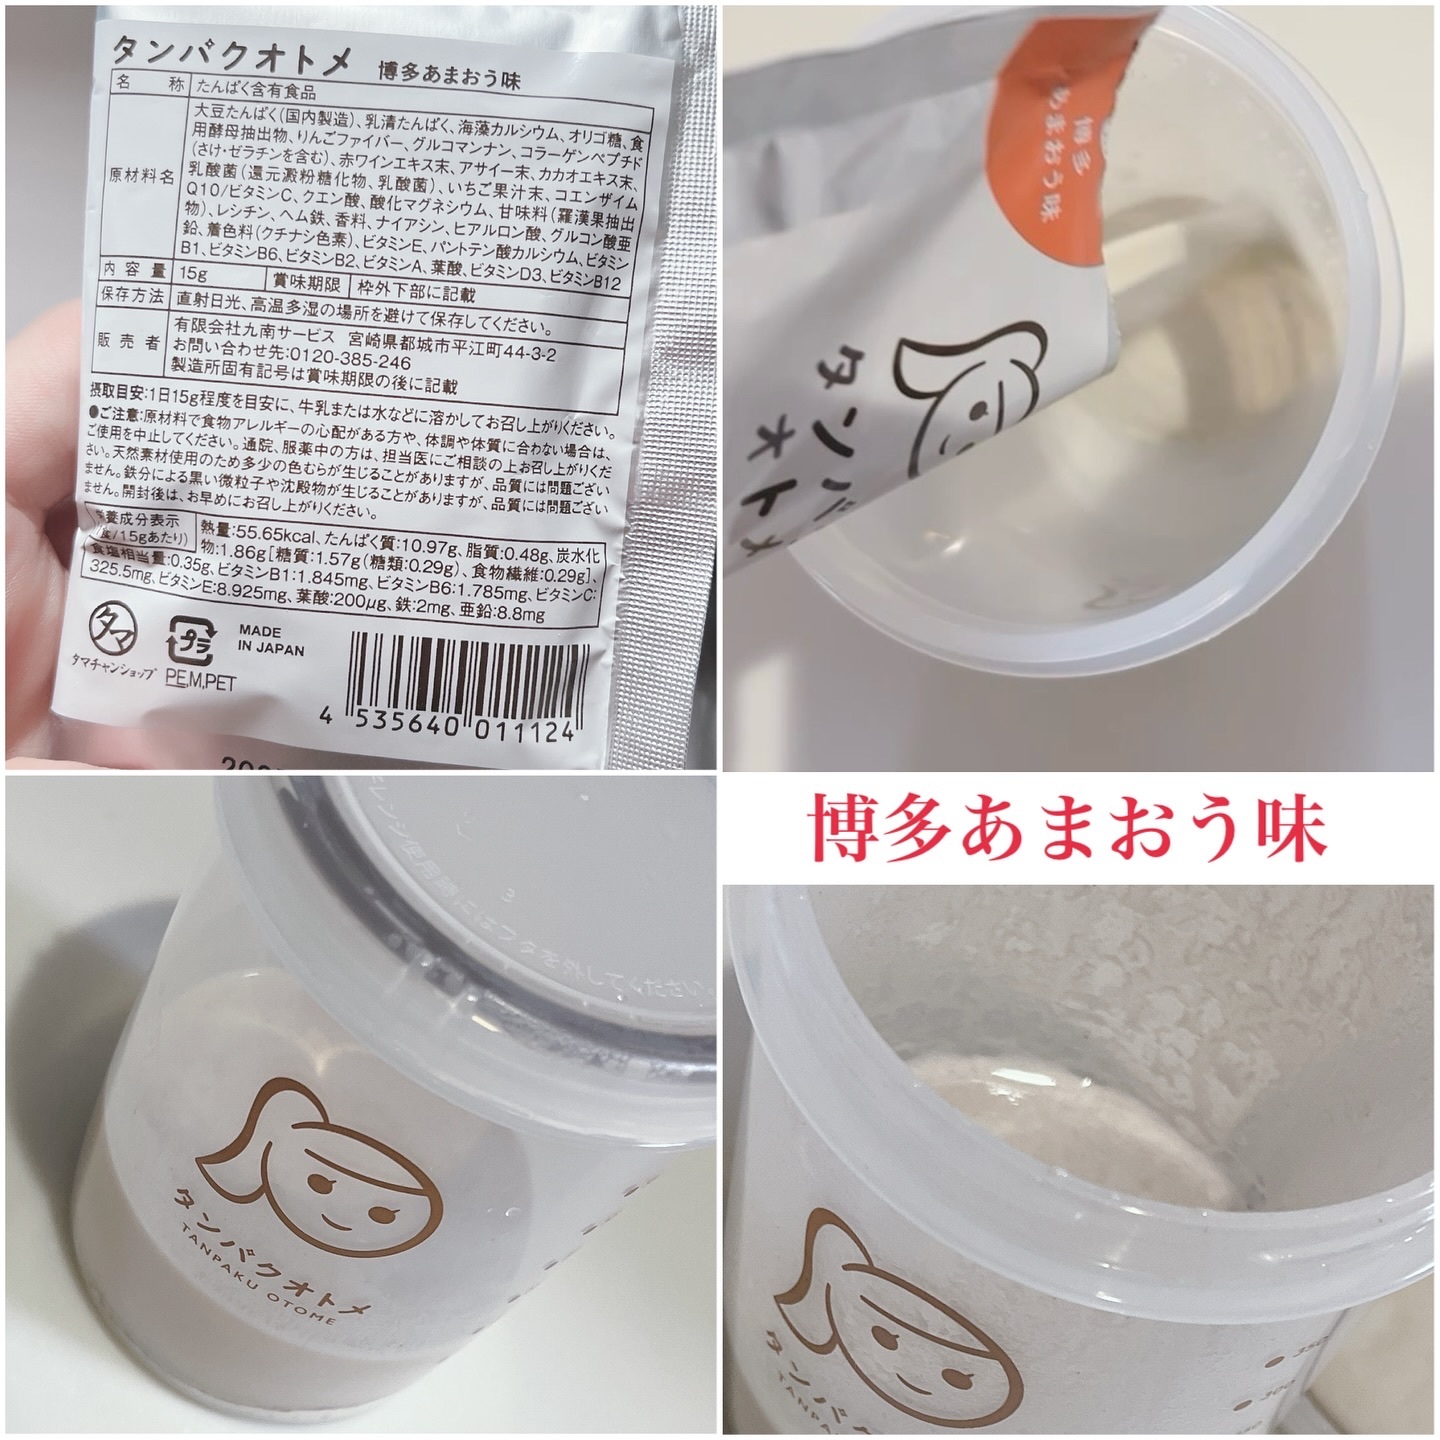 タンパクオトメ 博多あまおう味
名称 たんぱく含有食品
原材料名
大豆たんぱく(国内製造)、乳清たんぱく、海藻カルシウム、オリゴ糖、食
用酵母抽出物、りんごファイバー、グルコマンナン、コラーゲンペプチド
(さけ・ゼラチンを含む)、赤ワインエキス末、アサイー末、カカオエキス末、
乳酸菌(還元澱粉糖化物、乳酸菌)、いちご果汁末、コエンザイム
Q10/ビタミンC、クエン酸、酸化マグネシウム、甘味料(羅漢果抽出
物)、レシチン、ヘム鉄、香料、ナイアシン、ヒアルロン酸、グルコン酸亜
鉛、着色料(クチナシ色素)、ビタミンE、パントテン酸カルシウム、ビタミン
B1、ビタミンB6、ビタミンB2、ビタミンA、葉酸、ビタミンD3、ビタミンB12
内容量 15g 賞味期限 枠外下部に記載
保存方法 直射日光、高温多湿の場所を避けて保存してください。
販売者
有限会社九南サービス 宮崎県都城市平江町44-3-2
お問い合わせ先:0120-385-246
製造所固有記号は賞味期限の後に記載
摂取目安:1日15g程度を目安に、牛乳または水などに溶かしてお召し上がりください。
●ご注意:原材料で食物アレルギーの心配がある方や、体調や体質に合わない場合は、
ご使用を中止してください。通院、服薬中の方は、担当医にご相談の上お召し上がりくだ
さい。天然素材使用のため多少の色むらが生じることがありますが、品質には問題ござい
ません。鉄分による黒い微粒子や沈殿物が生じることがありますが、品質には問題ござい
ません。開封後は、お早めにお召し上がりください。
養成分表示
/15gあたり)
熱量:55.65kcal、たんぱく質:10.97g、脂質:0.48g、炭水化
物:1.86g[糖質:1.57g(糖類:0.29g)、食物繊維:0.29g]、
食塩相当量:0.35g、ビタミンB1:1.845mg、ビタミンB6:1.785mg、ビタミンC:
325.5mg、ビタミンE:8.925mg、葉酸:200μg、鉄:2mg、亜鉛:8.8mg
タマ
タマチャンショップ
プラ
PE,M,PET
MADE
IN JAPAN
4 535640 011124
博多
あまおう味
タンパ
オトメ
レンジ使用時にはフタを外してください
タンパクオトメ
TANPAKU OTOME
博多あまおう味
タンパ
TANPA
350
300